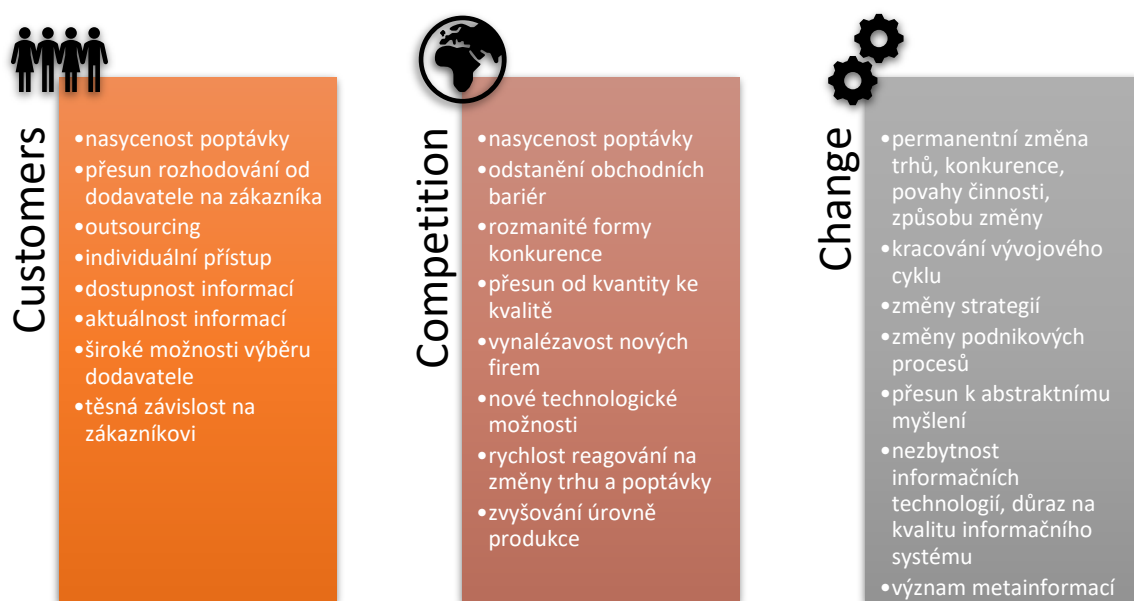 Customers
•nasycenost poptávky
•přesun rozhodování od
dodavatele na zákazníka
•outsourcing
•individuální přístup
•dostupnost informací
•aktuálnost informací
•široké možnosti výběru
dodavatele
•těsná závislost na
zákazníkovi
Competition
•nasycenost poptávky
•odstanění obchodních
bariér
•rozmanité formy
konkurence
•přesun od kvantity ke
kvalitě
•vynalézavost nových
firem
•nové technologické
možnosti
•rychlost reagování na
změny trhu a poptávky
•zvyšování úrovně
produkce
Change
•permanentní změna
trhů, konkurence,
povahy činnosti,
způsobu změny
•kracování vývojového
cyklu
•změny strategií
•změny podnikových
procesů
•přesun k abstraktnímu
myšlení
•nezbytnost
informačních
technologií, důraz na
kvalitu informačního
systému
•význam metainformací